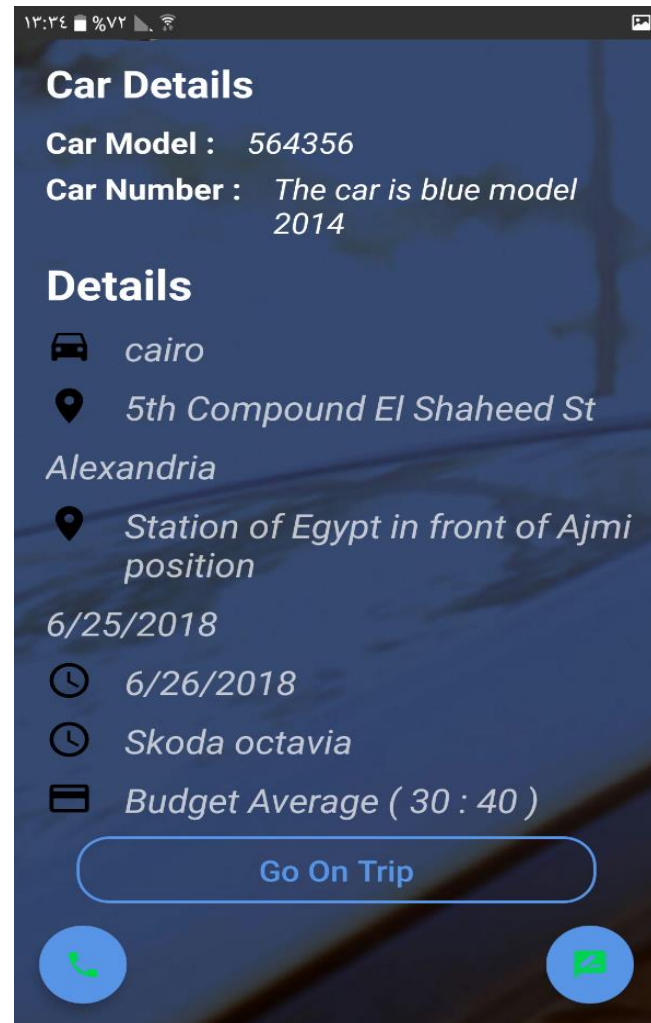 ١٣:٣٤ %٧٢
Car Details
Car Model : 564356
Car Number : The car is blue model
2014
Details
cairo
5th Compound El Shaheed St
Alexandria
Station of Egypt in front of Ajmi
position
6/25/2018
6/26/2018
Skoda octavia
Budget Average ( 30 : 40 )
Go On Trip